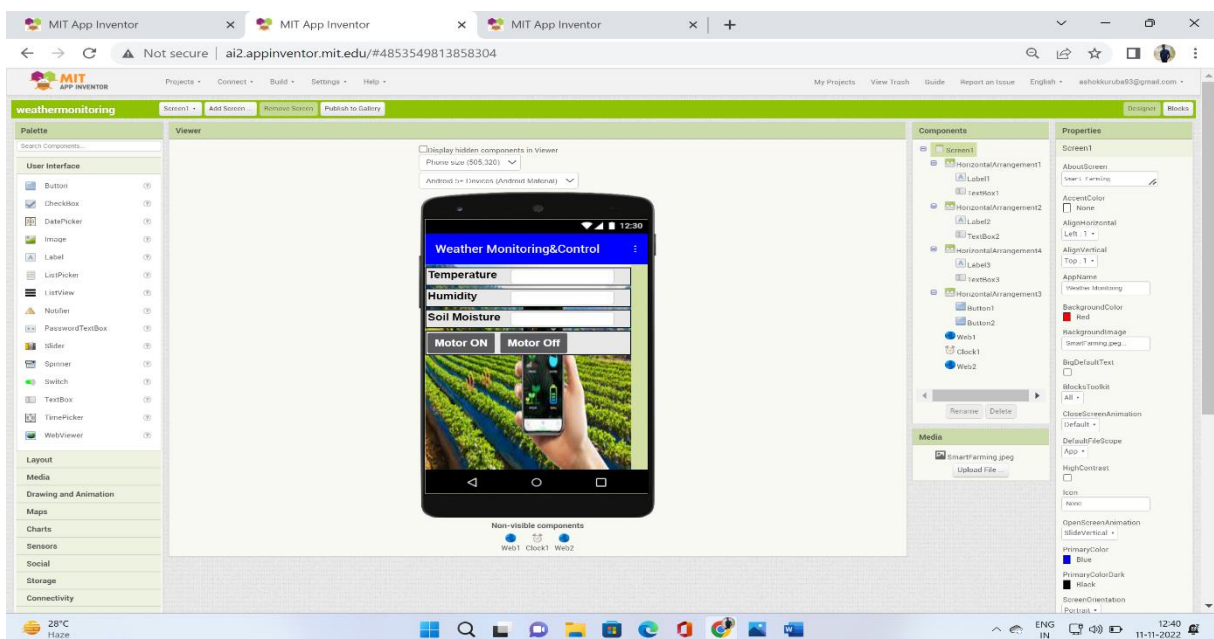 MIT App Inventor
MIT App Inventor
MIT App Inventor
Not secure | ai2.appinventor.mit.edu/#4853549813858304
MIT
APP INVENTOR
Projects Connect Build Settings Help My Projects View Trash Guide Report an Issue English ashokkuruba93@gmail.com
weathermonitoring Screen1 Add Screen ... Remove Screen Publish to Gallery Designer Blocks
Palette
Search Components...
User Interface
Button
CheckBox
DatePicker
Image
Label
ListPicker
ListView
Notifier
PasswordTextBox
Slider
Spinner
Switch
TextBox
TimePicker
WebViewer
Layout
Media
Drawing and Animation
Maps
Charts
Sensors
Social
Storage
Connectivity
Viewer
Display hidden components in Viewer
Phone size (505,320)
Android 5+ Devices (Android Material)
12:30
Weather Monitoring&Control
Temperature
Humidity
Soil Moisture
Motor ON Motor Off
Non-visible components
Web1 Clock1 Web2
Components
Screen1
HorizontalArrangement1
Label1
TextBox1
HorizontalArrangement2
Label2
TextBox2
HorizontalArrangement4
Label3
TextBox3
HorizontalArrangement3
Button1
Button2
Web1
Clock1
Web2
Rename Delete
Media
SmartFarming.jpeg
Upload File ...
Properties
Screen1
AboutScreen
Smart Farming
AccentColor
None
AlignHorizontal
Left : 1
AlignVertical
Top : 1
AppName
Weather Monitoring
BackgroundColor
Red
BackgroundImage
SmartFarming.jpeg...
BigDefaultText
BlocksToolkit
All
CloseScreenAnimation
Default
DefaultFileScope
App
HighContrast
Icon
None
OpenScreenAnimation
SlideVertical
PrimaryColor
Blue
PrimaryColorDark
Black
ScreenOrientation
Portrait
28°C
Haze
ENG
IN
12:40
11-11-2022